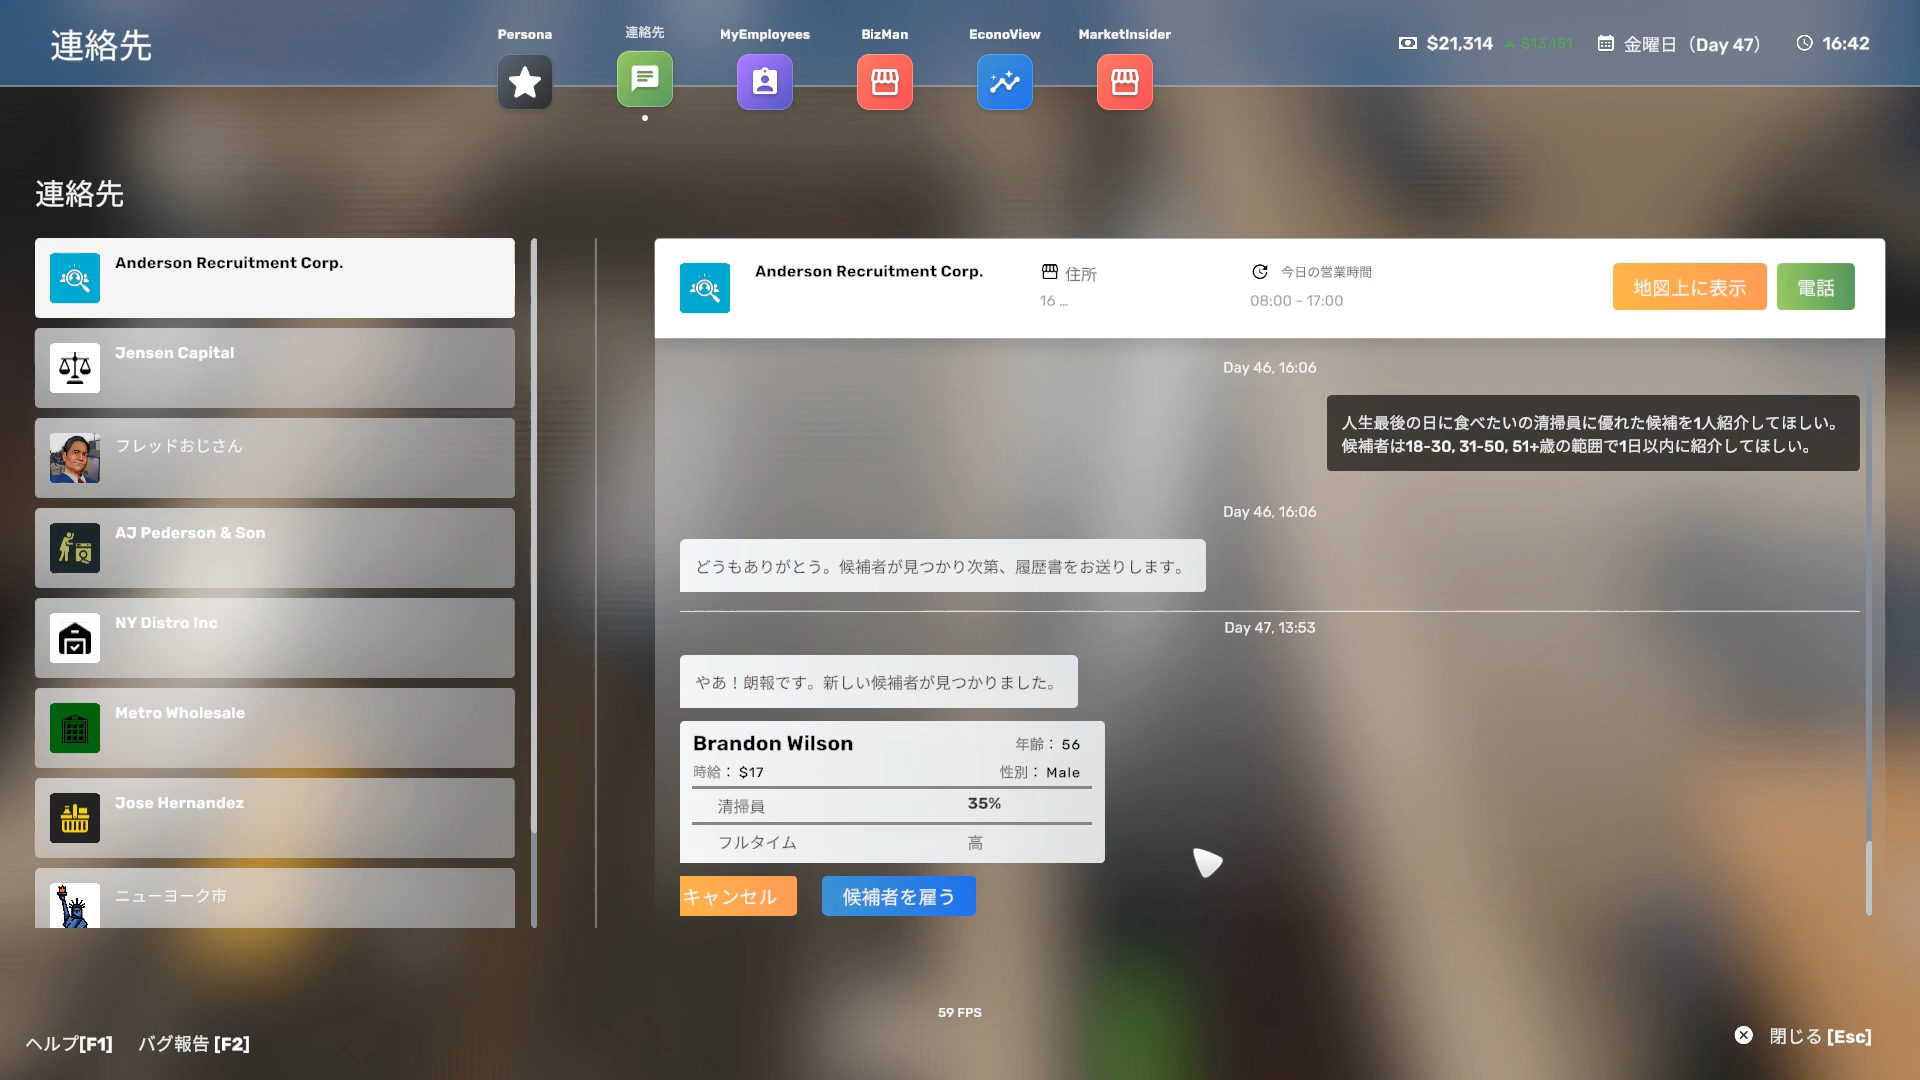 連絡先
Persona
連絡先
MyEmployees
BizMan
EconoView
MarketInsider
$21,314
$13,151
金曜日（Day 47）
16:42
連絡先
Anderson Recruitment Corp.
Jensen Capital
フレッドおじさん
AJ Pederson & Son
NY Distro Inc
Metro Wholesale
Jose Hernandez
ニューヨーク市
Anderson Recruitment Corp.
住所
16 ...
今日の営業時間
08:00 - 17:00
地図上に表示
電話
Day 46, 16:06
人生最後の日に食べたいの清掃員に優れた候補を1人紹介してほしい。
候補者は18-30, 31-50, 51+歳の範囲で1日以内に紹介してほしい。
Day 46, 16:06
どうもありがとう。候補者が見つかり次第、履歴書をお送りします。
Day 47, 13:53
やあ！朗報です。新しい候補者が見つかりました。
Brandon Wilson
年齢： 56
時給： $17
性別： Male
清掃員
35%
フルタイム
高
キャンセル
候補者を雇う
59 FPS
ヘルプ[F1]
バグ報告 [F2]
閉じる [Esc]